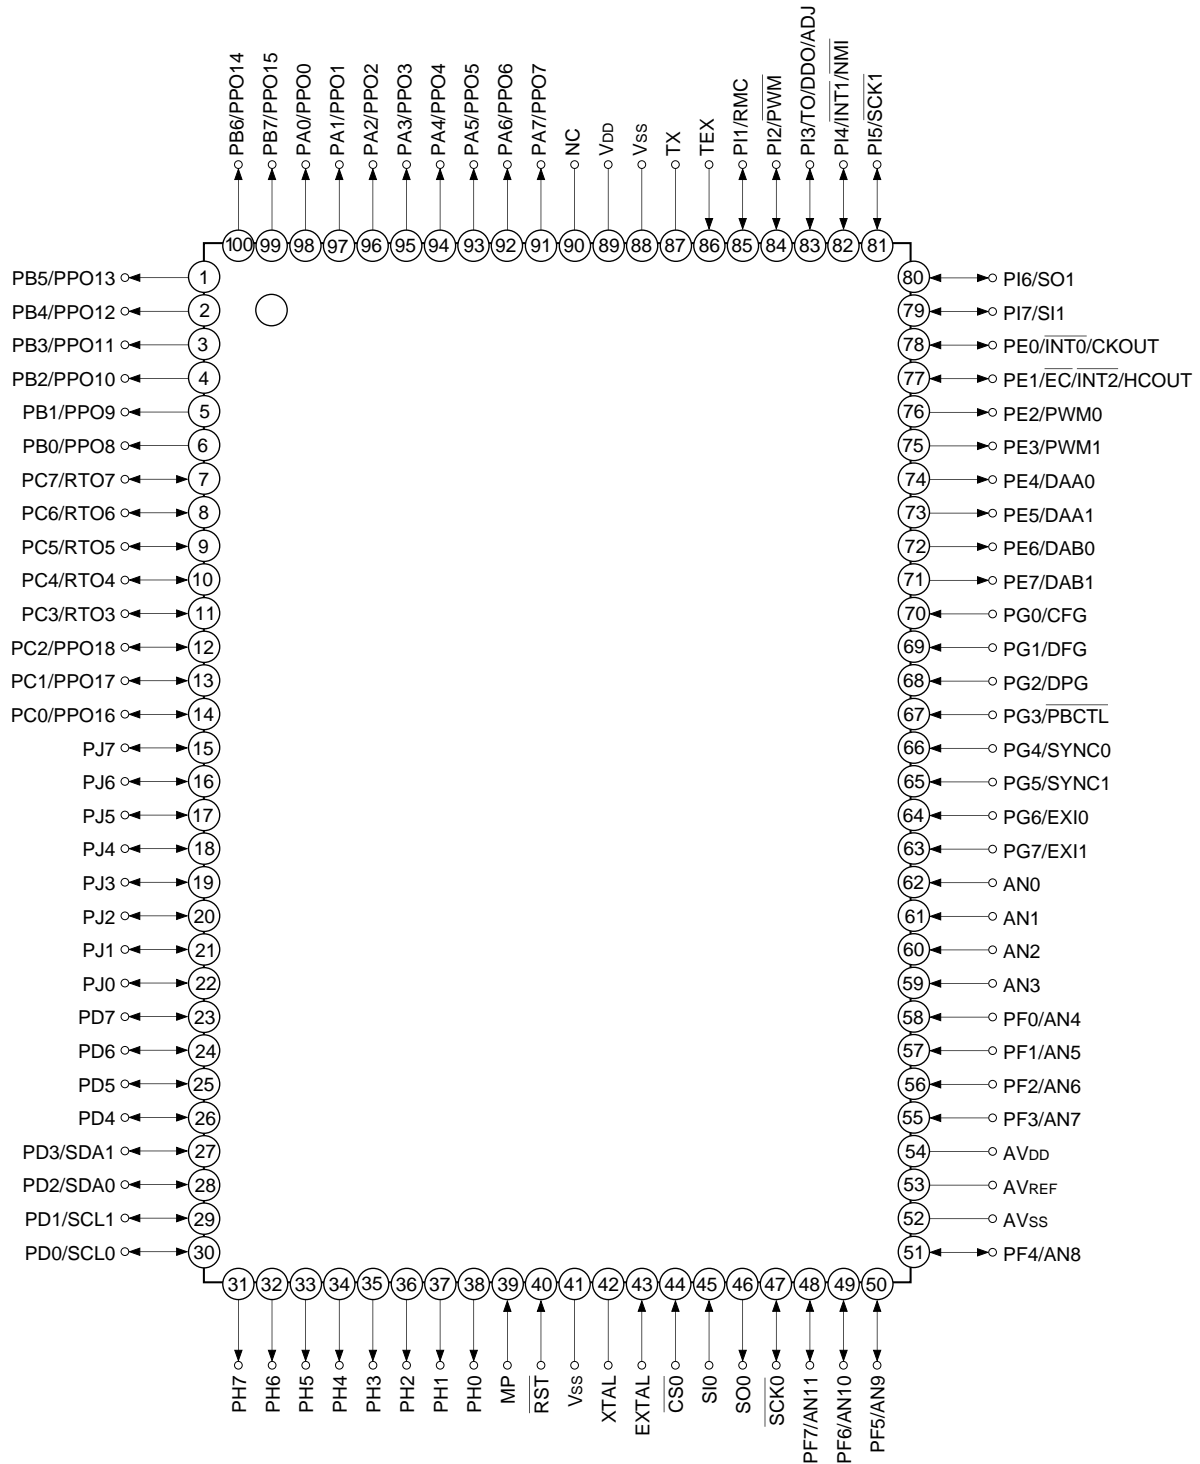 PB6/PPO14
PB7/PPO15
PA0/PPO0
PA1/PPO1
PA2/PPO2
PA3/PPO3
PA4/PPO4
PA5/PPO5
PA6/PPO6
PA7/PPO7
NC
VDD
VSS
TX
TEX
PI1/RMC
PI2/PWM
PI3/TO/DDO/ADJ
PI4/INT1/NMI
PI5/SCK1
100 99 98 97 96 95 94 93 92 91 90 89 88 87 86 85 84 83 82 81
PB5/PPO13 1
PB4/PPO12 2
PB3/PPO11 3
PB2/PPO10 4
PB1/PPO9 5
PB0/PPO8 6
PC7/RTO7 7
PC6/RTO6 8
PC5/RTO5 9
PC4/RTO4 10
PC3/RTO3 11
PC2/PPO18 12
PC1/PPO17 13
PC0/PPO16 14
PJ7 15
PJ6 16
PJ5 17
PJ4 18
PJ3 19
PJ2 20
PJ1 21
PJ0 22
PD7 23
PD6 24
PD5 25
PD4 26
PD3/SDA1 27
PD2/SDA0 28
PD1/SCL1 29
PD0/SCL0 30
80 PI6/SO1
79 PI7/SI1
78 PE0/INT0/CKOUT
77 PE1/EC/INT2/HCOUT
76 PE2/PWM0
75 PE3/PWM1
74 PE4/DAA0
73 PE5/DAA1
72 PE6/DAB0
71 PE7/DAB1
70 PG0/CFG
69 PG1/DFG
68 PG2/DPG
67 PG3/PBCTL
66 PG4/SYNC0
65 PG5/SYNC1
64 PG6/EXI0
63 PG7/EXI1
62 AN0
61 AN1
60 AN2
59 AN3
58 PF0/AN4
57 PF1/AN5
56 PF2/AN6
55 PF3/AN7
54 AVDD
53 AVREF
52 AVSS
51 PF4/AN8
31 32 33 34 35 36 37 38 39 40 41 42 43 44 45 46 47 48 49 50
PH7
PH6
PH5
PH4
PH3
PH2
PH1
PH0
MP
RST
VSS
XTAL
EXTAL
CS0
SI0
SO0
SCK0
PF7/AN11
PF6/AN10
PF5/AN9